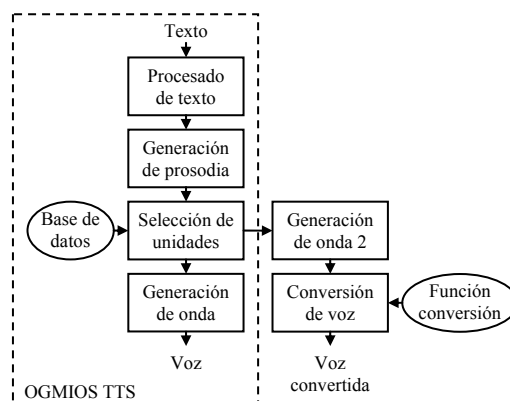 Texto
Procesado
de texto
Generación
de prosodia
Base de
datos
Selección de
unidades
Generación
de onda 2
Generación
de onda
Conversión
de voz
Función
conversión
Voz
Voz
convertida
OGMIOS TTS